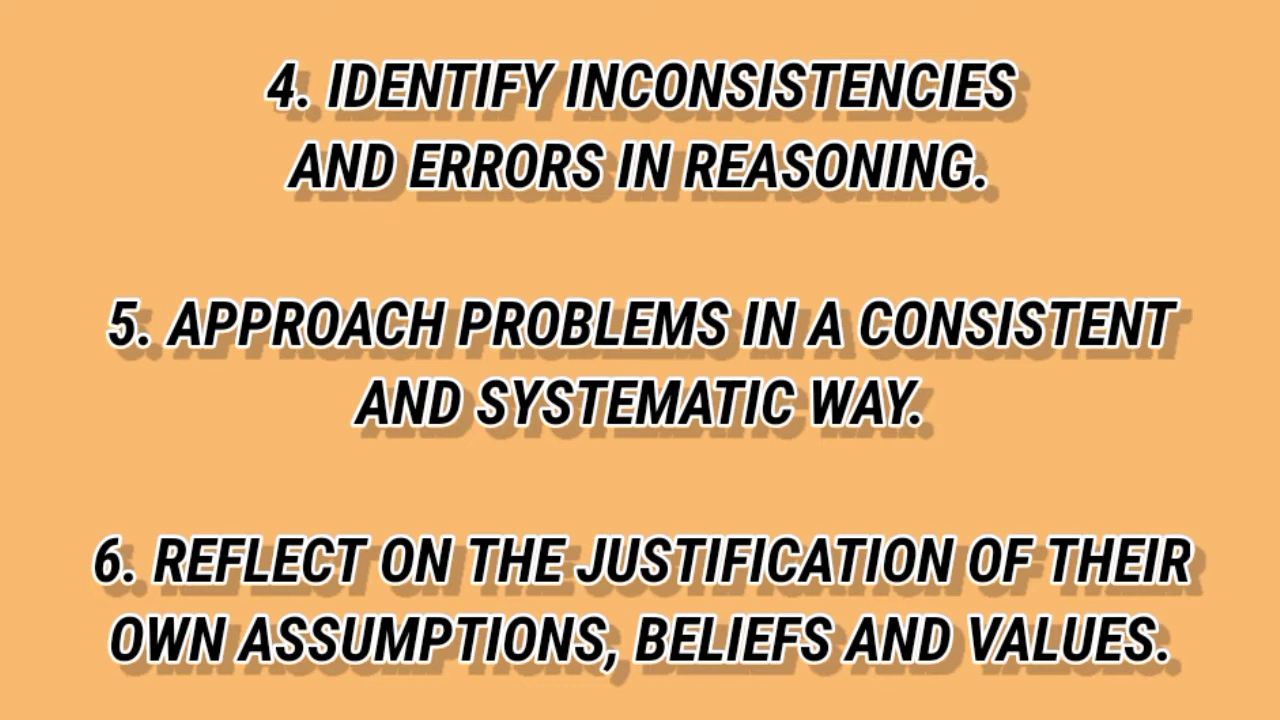 4. IDENTIFY INCONSISTENCIES
AND ERRORS IN REASONING.
5. APPROACH PROBLEMS IN A CONSISTENT
AND SYSTEMATIC WAY.
6. REFLECT ON THE JUSTIFICATION OF THEIR
OWN ASSUMPTIONS, BELIEFS AND VALUES.